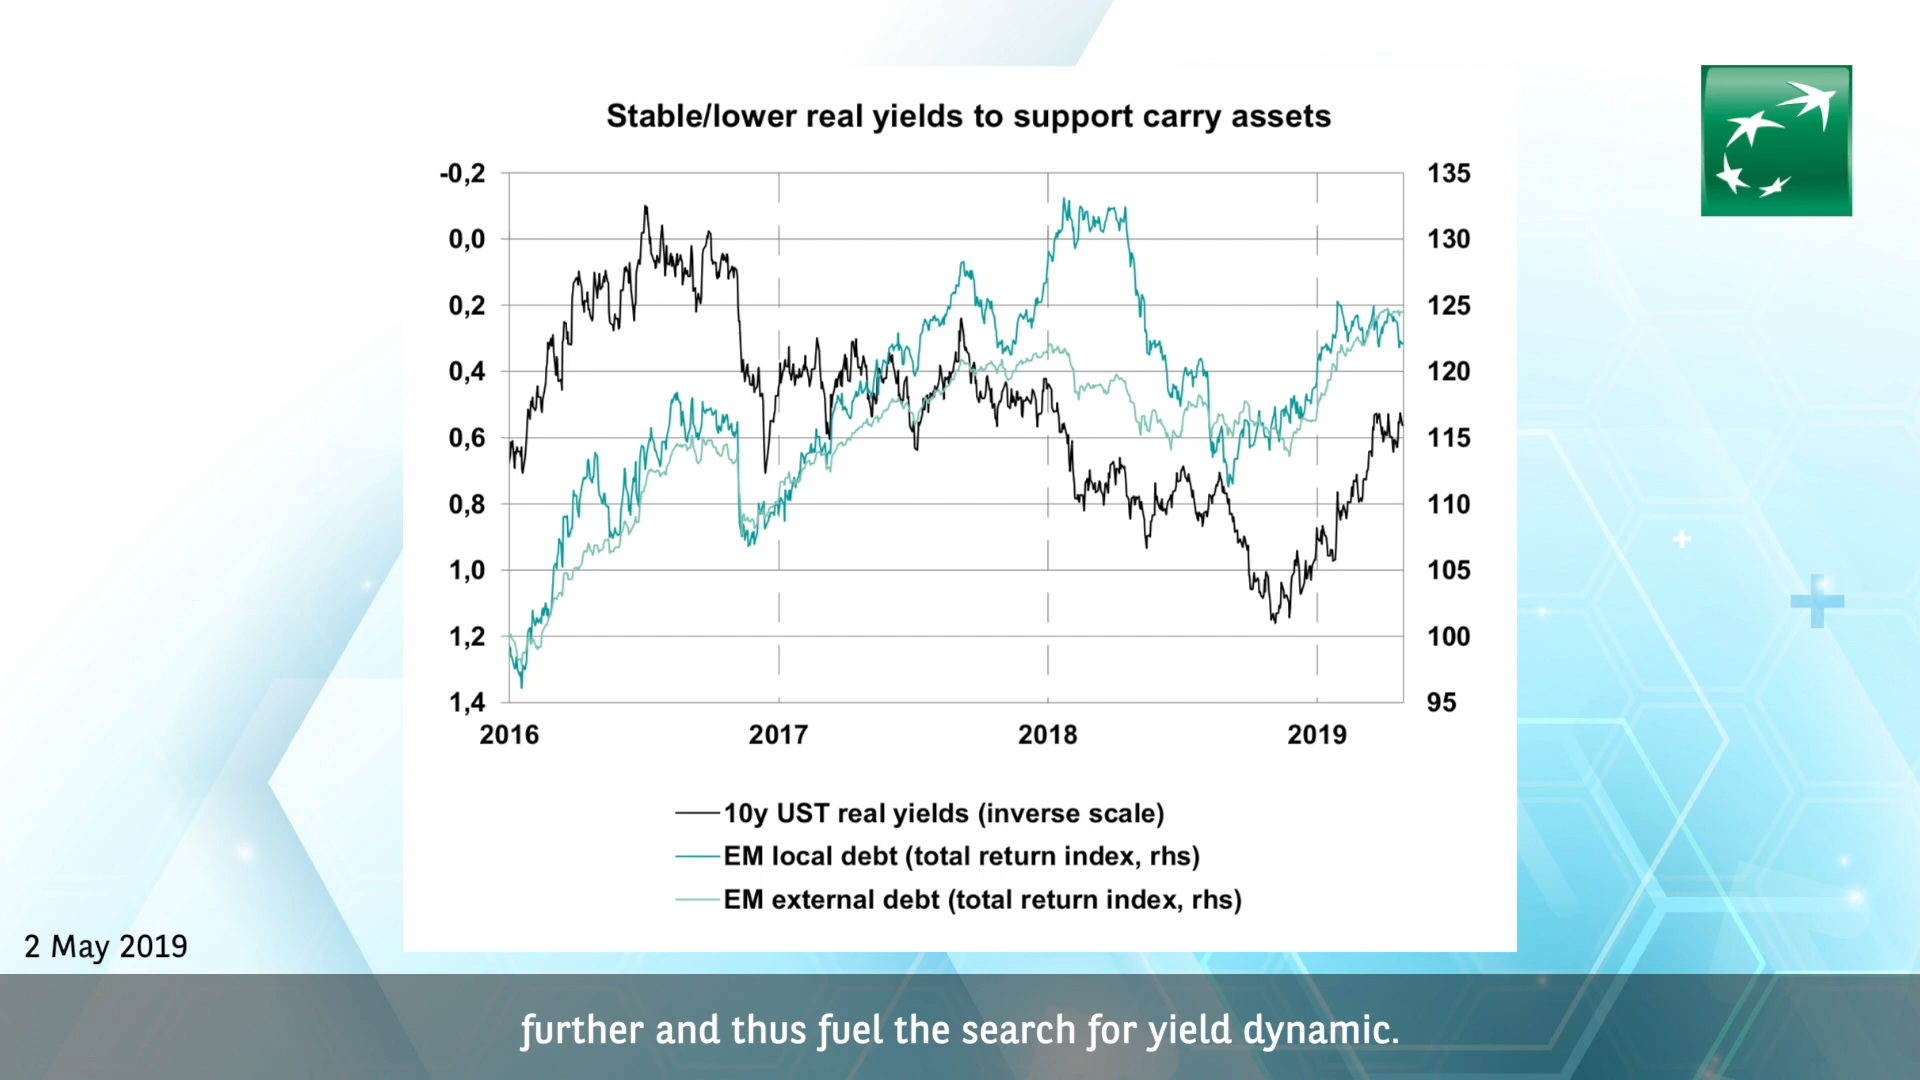 Stable/lower real yields to support carry assets
-0,2
0,0
0,2
0,4
0,6
0,8
1,0
1,2
1,4
135
130
125
120
115
110
105
100
95
2016 2017 2018 2019
10y UST real yields (inverse scale)
EM local debt (total return index, rhs)
EM external debt (total return index, rhs)
2 May 2019
further and thus fuel the search for yield dynamic.